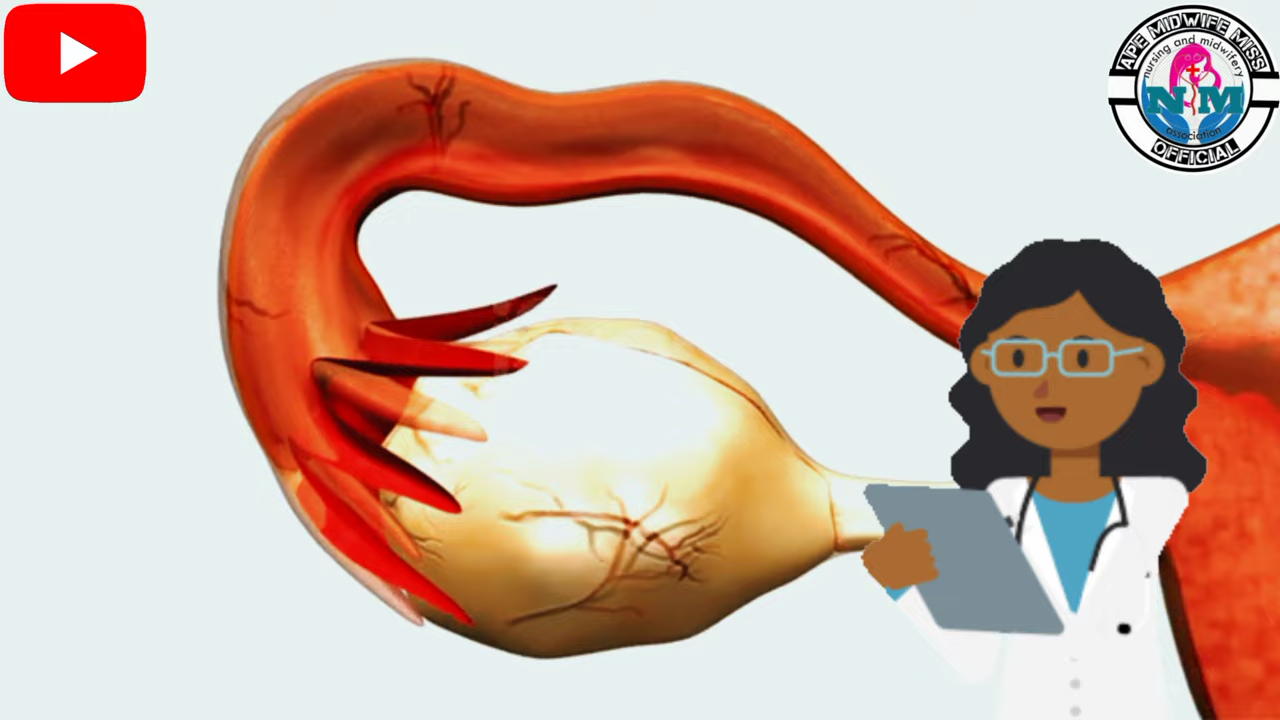 APE MIDWIFE MISS
nursing and midwifery
N M
association
OFFICIAL